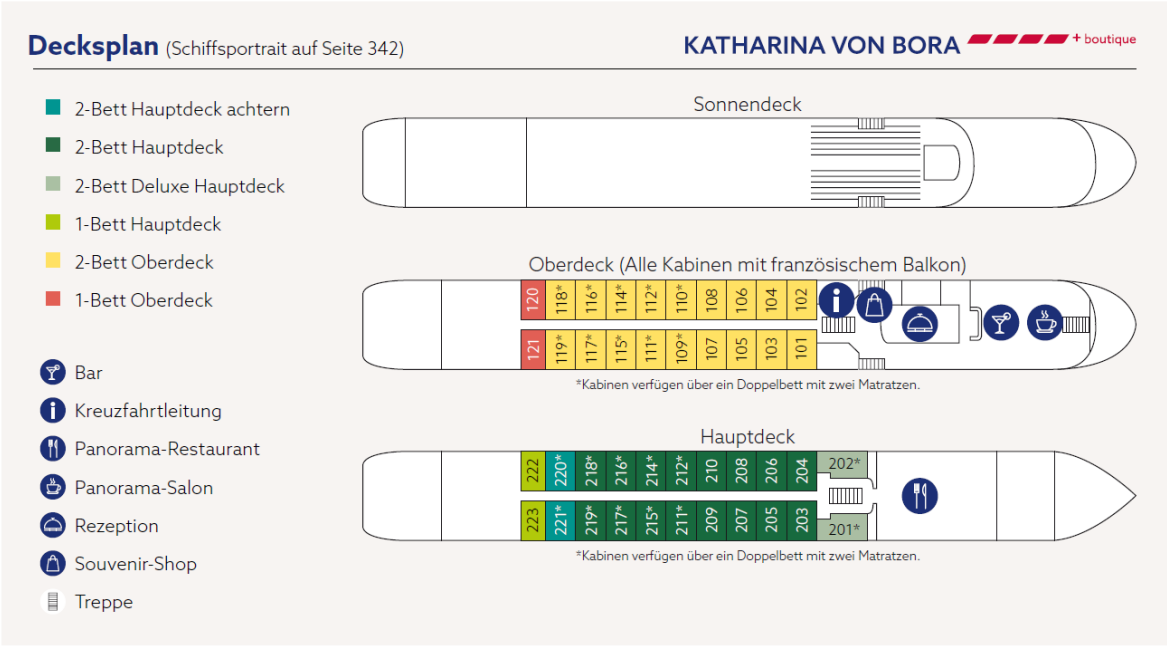 Decksplan (Schiffsportrait auf Seite 342)
KATHARINA VON BORA + boutique
2-Bett Hauptdeck achtern
2-Bett Hauptdeck
2-Bett Deluxe Hauptdeck
1-Bett Hauptdeck
2-Bett Oberdeck
1-Bett Oberdeck
Bar
Kreuzfahrtleitung
Panorama-Restaurant
Panorama-Salon
Rezeption
Souvenir-Shop
Treppe
Sonnendeck
Oberdeck (Alle Kabinen mit französischem Balkon)
120 118* 116* 114* 112* 110* 108 106 104 102
121 119* 117* 115* 111* 109* 107 105 103 101
*Kabinen verfügen über ein Doppelbett mit zwei Matratzen.
Hauptdeck
222 220* 218* 216* 214* 212* 210 208 206 204 202*
223 221* 219* 217* 215* 211* 209 207 205 203 201*
*Kabinen verfügen über ein Doppelbett mit zwei Matratzen.